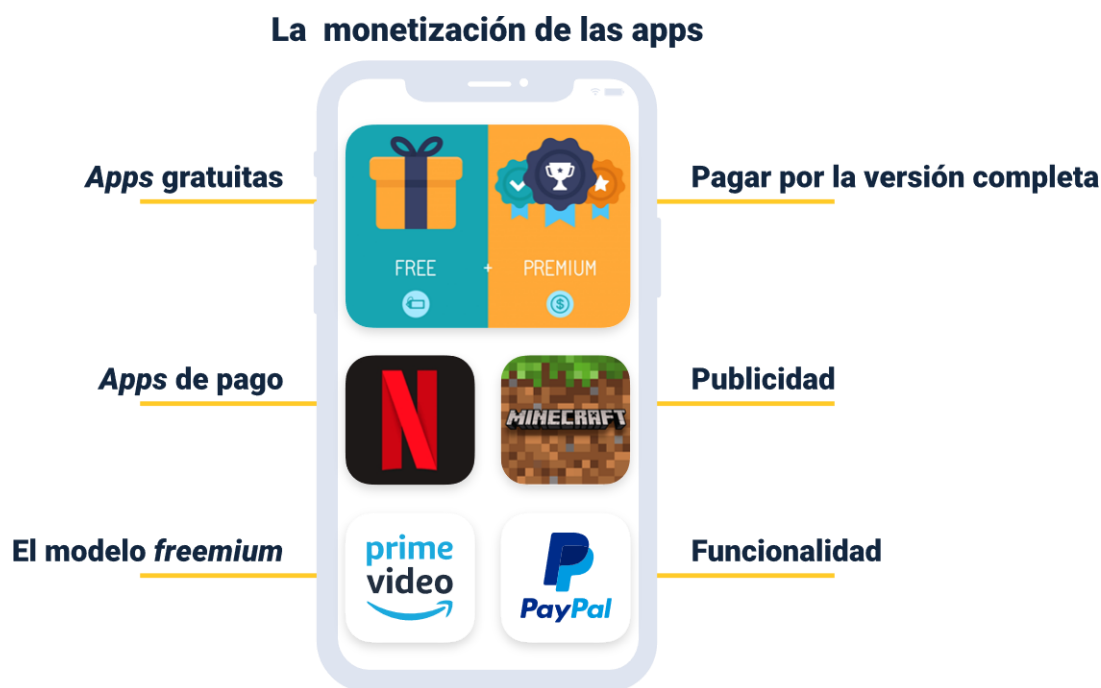 La monetización de las apps
Apps gratuitas
Pagar por la versión completa
FREE + PREMIUM
$
Apps de pago
N
MINECRAFT
Publicidad
El modelo freemium
prime
video
PayPal
Funcionalidad